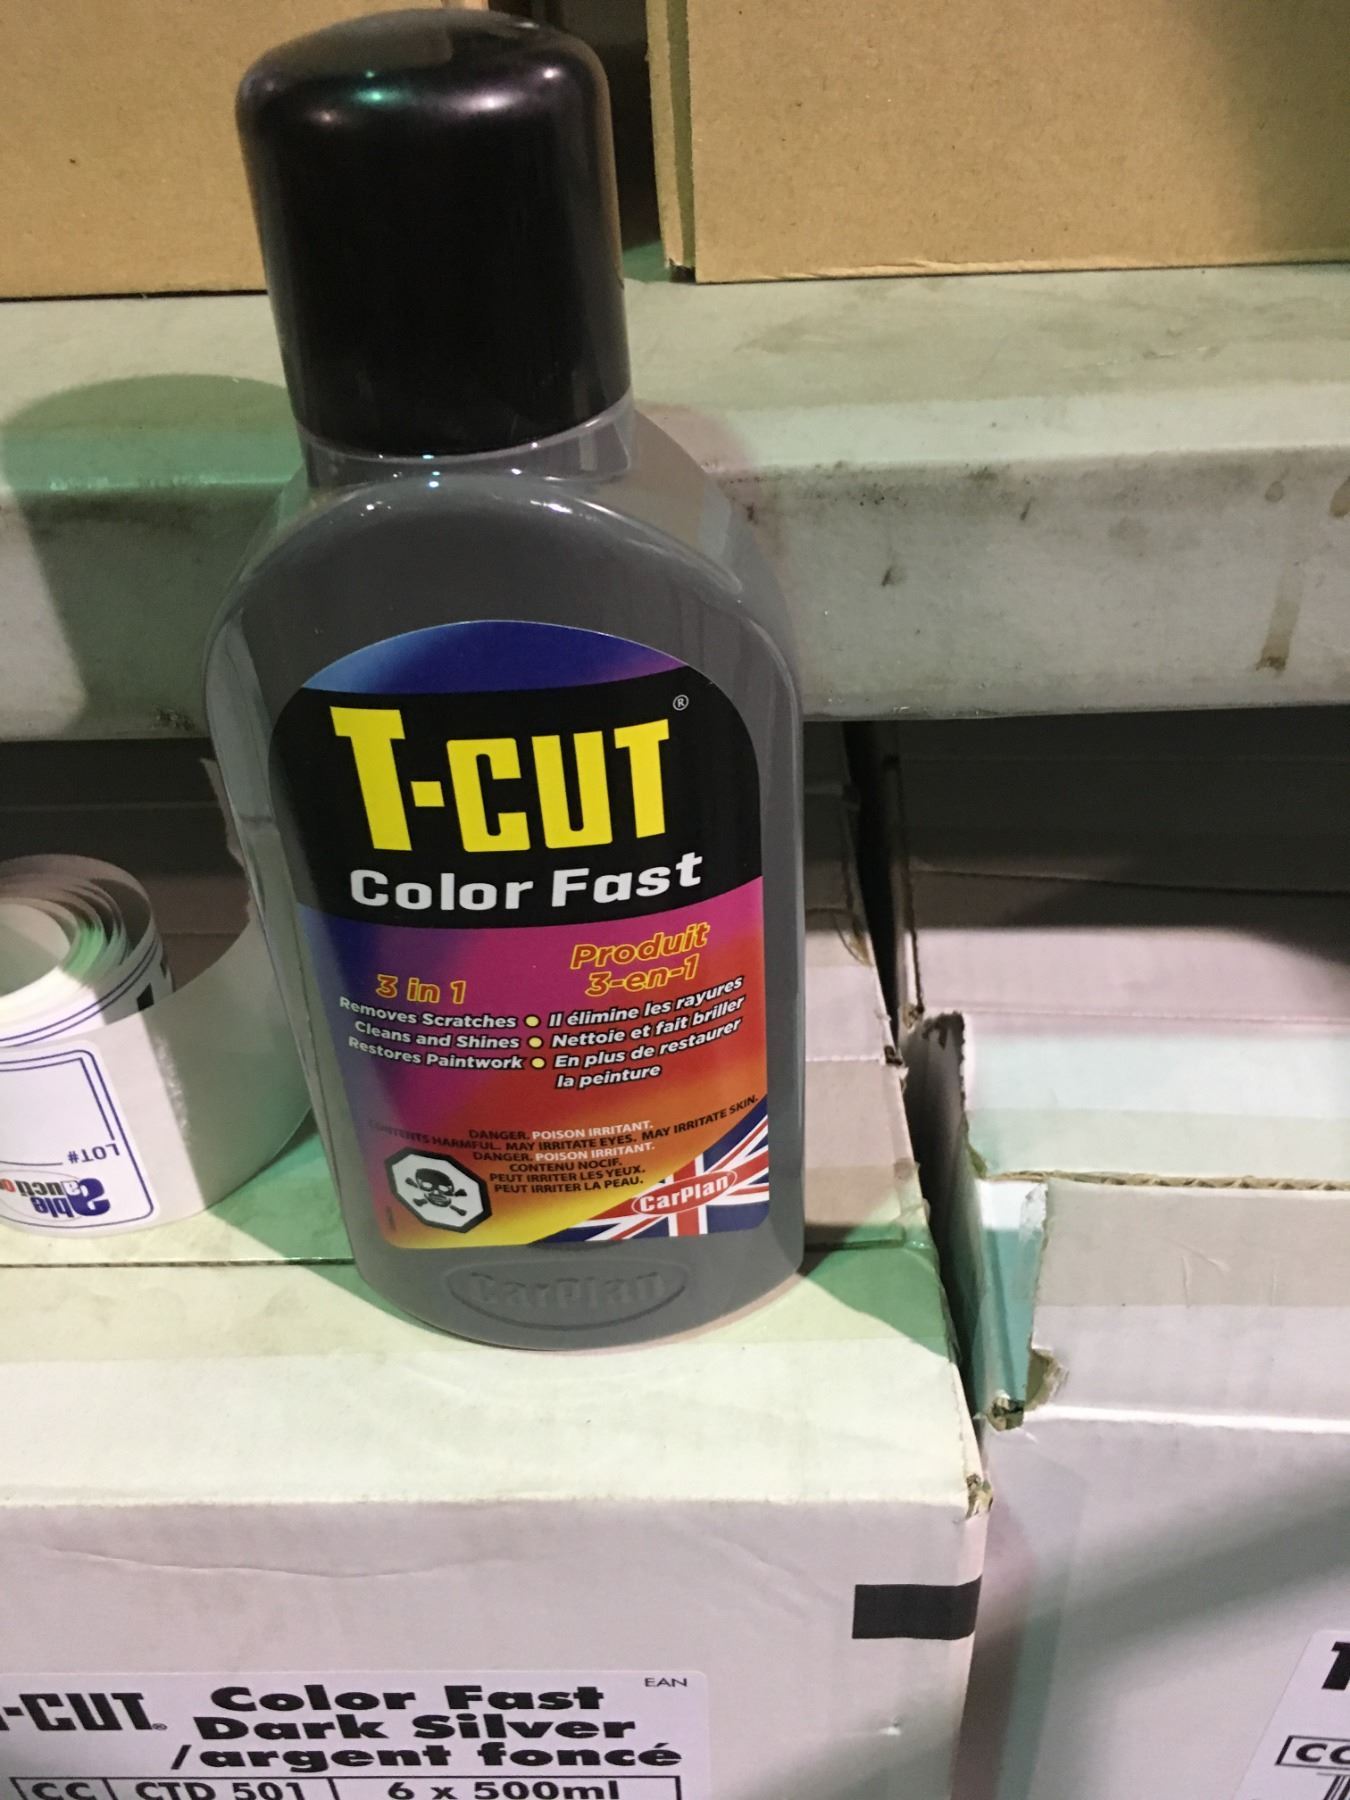 T-CUT®
Color Fast
3 in 1
Removes Scratches
Cleans and Shines
Restores Paintwork
Produit
3-en-1
Il élimine les rayures
Nettoie et fait briller
En plus de restaurer
la peinture
DANGER. POISON IRRITANT.
CONTENTS HARMFUL. MAY IRRITATE EYES. MAY IRRITATE SKIN.
DANGER. POISON IRRITANT.
CONTENU NOCIF.
PEUT IRRITER LES YEUX.
PEUT IRRITER LA PEAU.
CarPlan
CarPlan
LOT#
able
auctio
EAN
-CUT® Color Fast
Dark Silver
/argent foncé
CC CTD 501 6 x 500ml